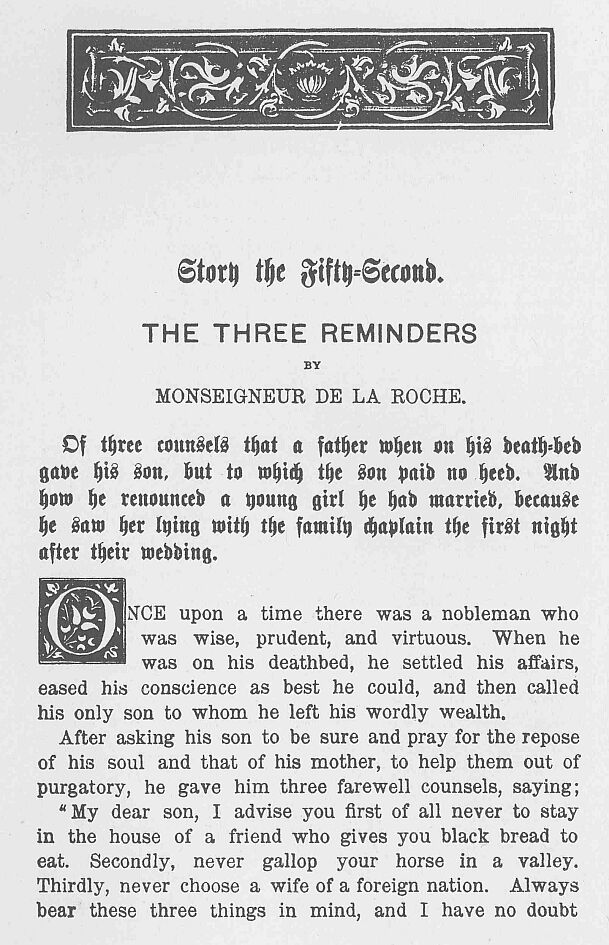 Story the Fifty-Second.
THE THREE REMINDERS
BY
MONSEIGNEUR DE LA ROCHE.
Of three counsels that a father when on his death-bed
gave his son, but to which the son paid no heed. And
how he renounced a young girl he had married, because
he saw her lying with the family chaplain the first night
after their wedding.
ONCE upon a time there was a nobleman who
was wise, prudent, and virtuous. When he
was on his deathbed, he settled his affairs,
eased his conscience as best he could, and then called
his only son to whom he left his wordly wealth.
After asking his son to be sure and pray for the repose
of his soul and that of his mother, to help them out of
purgatory, he gave him three farewell counsels, saying;
"My dear son, I advise you first of all never to stay
in the house of a friend who gives you black bread to
eat. Secondly, never gallop your horse in a valley.
Thirdly, never choose a wife of a foreign nation. Always
bear these three things in mind, and I have no doubt